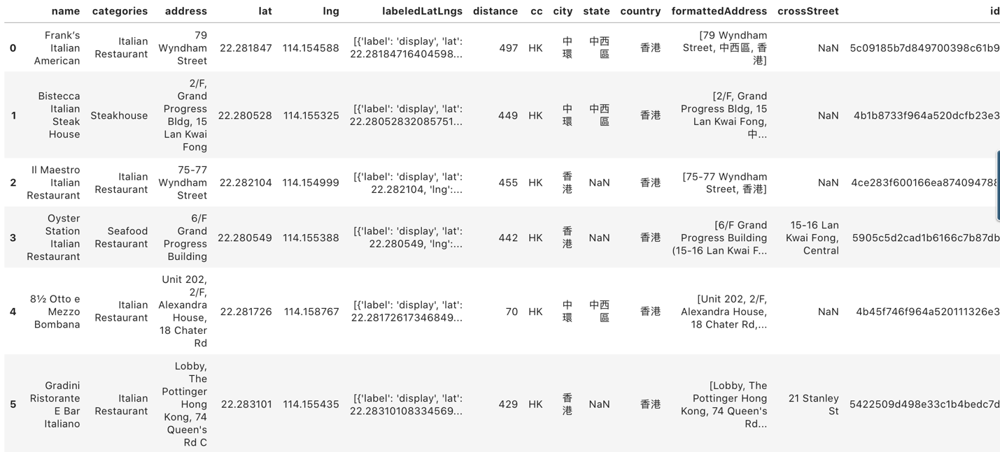 name categories address lat lng labeledLatLngs distance cc city state country formattedAddress crossStreet id
0 Frank's Italian American Italian Restaurant 79 Wyndham Street 22.281847 114.154588 [{'label': 'display', 'lat': 22.28184716404598... 497 HK 中環 中西區 香港 [79 Wyndham Street, 中西區, 香港] NaN 5c09185b7d849700398c61b9
1 Bistecca Italian Steak House Steakhouse 2/F, Grand Progress Bldg, 15 Lan Kwai Fong 22.280528 114.155325 [{'label': 'display', 'lat': 22.28052832085751... 449 HK 中環 中西區 香港 [2/F, Grand Progress Bldg, 15 Lan Kwai Fong, 中... NaN 4b1b8733f964a520dcfb23e3
2 Il Maestro Italian Restaurant Italian Restaurant 75-77 Wyndham Street 22.282104 114.154999 [{'label': 'display', 'lat': 22.282104, 'lng':... 455 HK 香港 NaN 香港 [75-77 Wyndham Street, 香港] NaN 4ce283f600166ea874094788
3 Oyster Station Italian Restaurant Seafood Restaurant 6/F Grand Progress Building 22.280549 114.155388 [{'label': 'display', 'lat': 22.280549, 'lng':... 442 HK 香港 NaN 香港 [6/F Grand Progress Building (15-16 Lan Kwai F... 15-16 Lan Kwai Fong, Central 5905c5d2cad1b6166c7b87db
4 8½ Otto e Mezzo Bombana Italian Restaurant Unit 202, 2/F, Alexandra House, 18 Chater Rd 22.281726 114.158767 [{'label': 'display', 'lat': 22.28172617346849... 70 HK 中環 中西區 香港 [Unit 202, 2/F, Alexandra House, 18 Chater Rd,... NaN 4b45f746f964a520111326e3
5 Gradini Ristorante E Bar Italiano Italian Restaurant Lobby, The Pottinger Hong Kong, 74 Queen's Rd C 22.283101 114.155435 [{'label': 'display', 'lat': 22.28310108334569... 429 HK 香港 NaN 香港 [Lobby, The Pottinger Hong Kong, 74 Queen's Rd... 21 Stanley St 5422509d498e33c1b4bedc7d